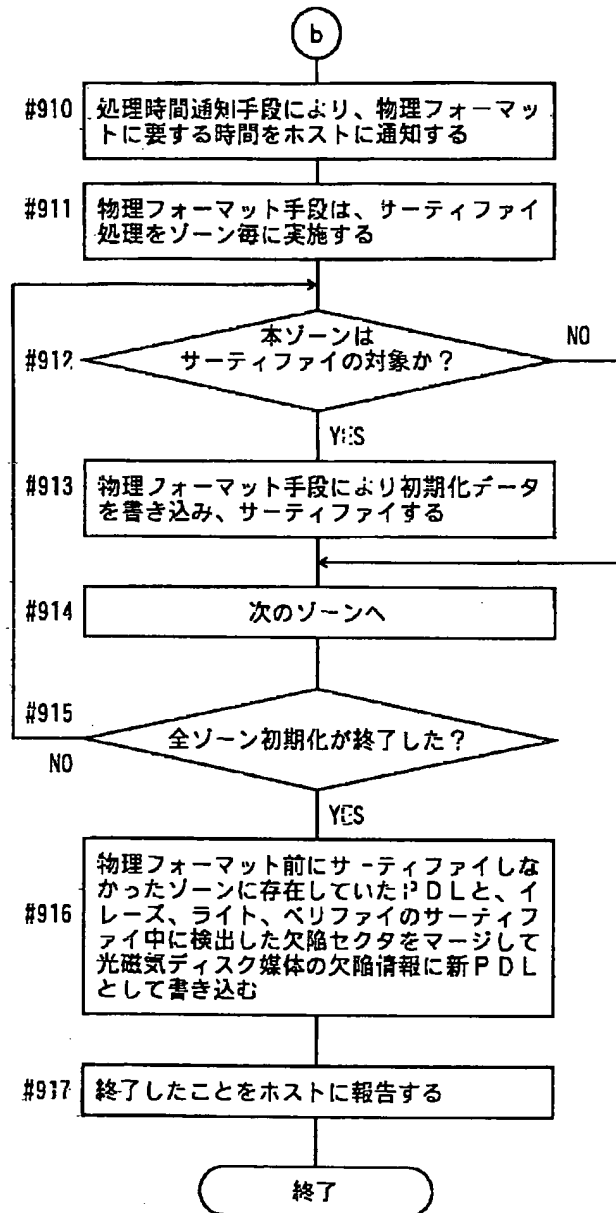 b
#910
処理時間通知手段により、物理フォーマッ
トに要する時間をホストに通知する
#911
物理フォーマット手段は、サーティファイ
処理をゾーン毎に実施する
#912
本ゾーンは
サーティファイの対象か？
NO
YES
#913
物理フォーマット手段により初期化データ
を書き込み、サーティファイする
#914
次のゾーンへ
#915
全ゾーン初期化が終了した？
NO
YES
#916
物理フォーマット前にサーティファイしな
かったゾーンに存在していたＰＤＬと、イ
レーズ、ライト、ベリファイのサーティフ
ァイ中に検出した欠陥セクタをマージして
光磁気ディスク媒体の欠陥情報に新ＰＤＬ
として書き込む
#917
終了したことをホストに報告する
終了